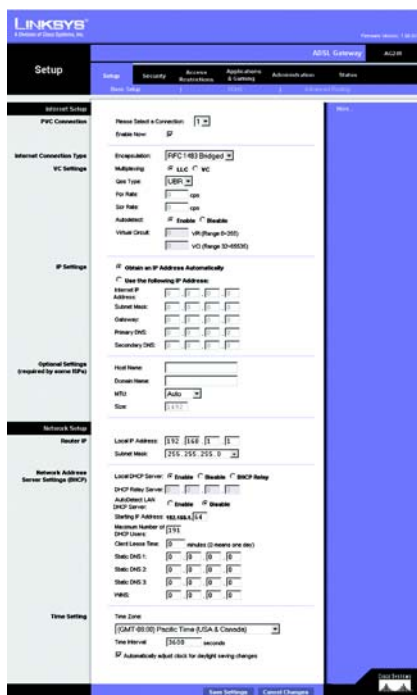 LINKSYS®
A Division of Cisco Systems, Inc.
ADSL Gateway
AG241
Setup
Setup
Security
Access Restrictions
Applications & Gaming
Administration
Status
Basic Setup
DDNS
Advanced Routing
Internet Setup
PVC Connection
Please Select a Connection: 1
Enable Now:
Internet Connection Type
Encapsulation: RFC 1483 Bridged
VC Settings
Multiplexing: LLC VC
Qos Type: UBR
Pcr Rate: cps
Scr Rate: cps
Autodetect: Enable Disable
Virtual Circuit: VPI (Range 0~255)
VCI (Range 32~65535)
IP Settings
Obtain an IP Address Automatically
Use the following IP Address:
Internet IP Address:
Subnet Mask:
Gateway:
Primary DNS:
Secondary DNS:
Optional Settings
(required by some ISPs)
Host Name:
Domain Name:
MTU: Auto
Size: 1492
Network Setup
Router IP
Local IP Address: 192 .168 .1 .1
Subnet Mask: 255.255.255.0
Network Address
Server Settings (DHCP)
Local DHCP Server: Enable Disable DHCP Relay
DHCP Relay Server:
AutoDetect LAN DHCP Server: Enable Disable
Starting IP Address: 192.168.1. 64
Maximum Number of DHCP Users: 191
Client Lease Time: 0 minutes (0 means one day)
Static DNS 1: 0 .0 .0 .0
Static DNS 2: 0 .0 .0 .0
Static DNS 3: 0 .0 .0 .0
WINS: 0 .0 .0 .0
Time Setting
Time Zone:
(GMT-08:00) Pacific Time (USA & Canada)
Time Interval: 3600 seconds
Automatically adjust clock for daylight saving changes
Save Settings
Cancel Changes
Cisco Systems